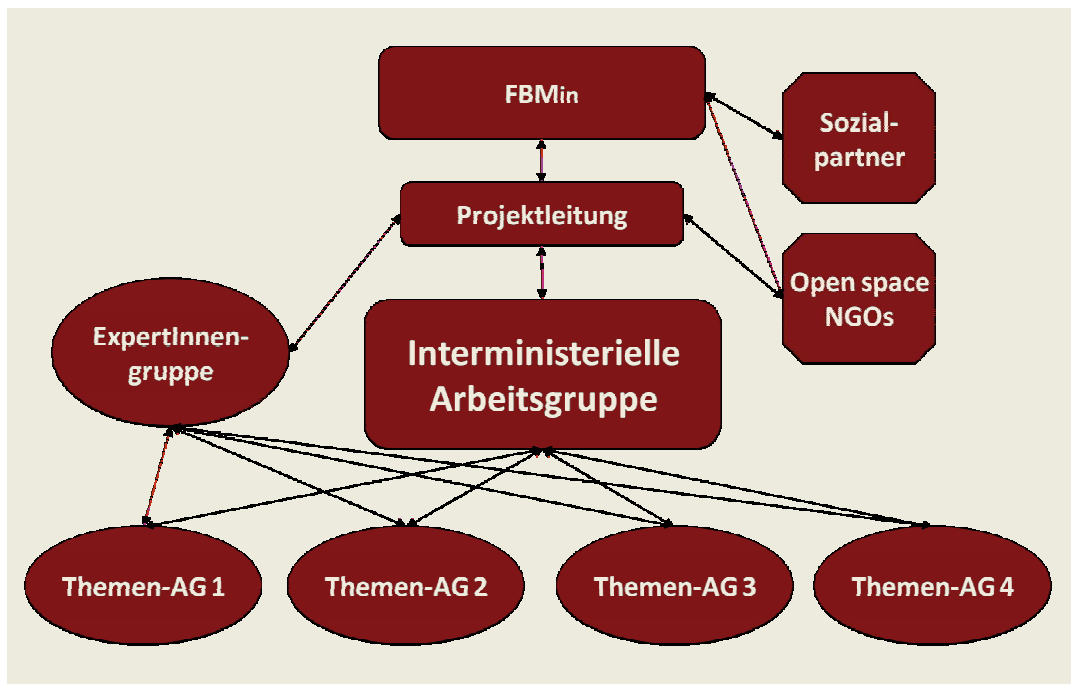 FBMin
Sozial-
partner
Projektleitung
Open space
NGOs
ExpertInnen-
gruppe
Interministerielle
Arbeitsgruppe
Themen-AG 1
Themen-AG 2
Themen-AG 3
Themen-AG 4